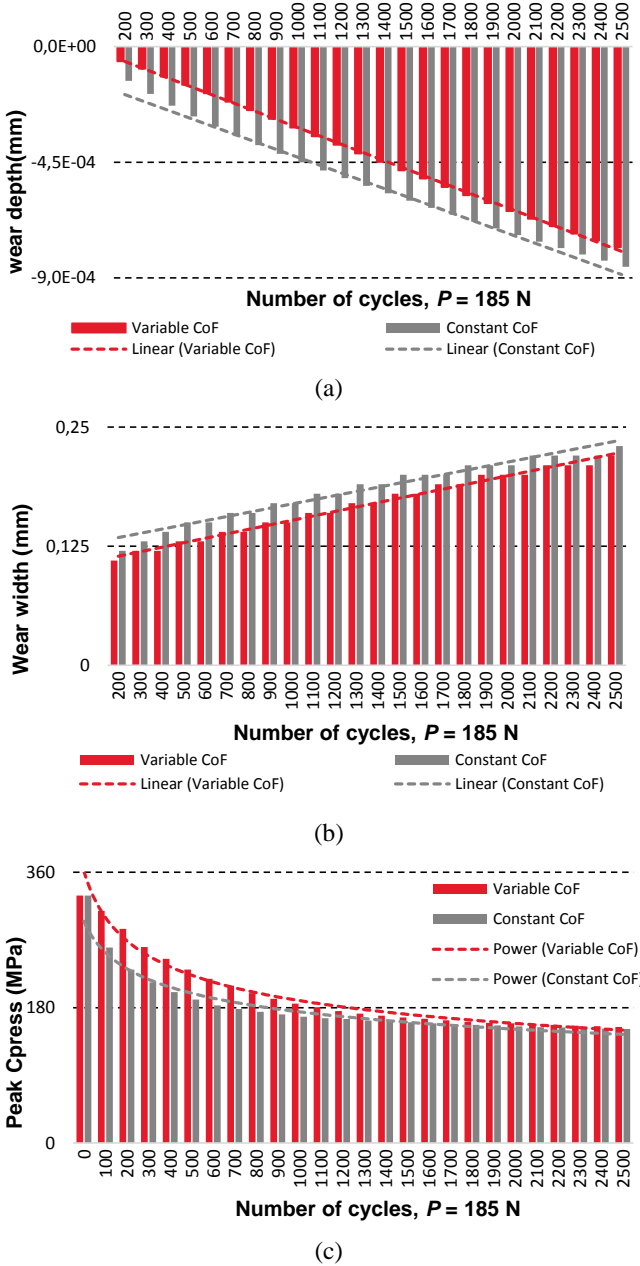 200 300 400 500 600 700 800 900 1000 1100 1200 1300 1400 1500 1600 1700 1800 1900 2000 2100 2200 2300 2400 2500
0,0E+00
-4,5E-04
-9,0E-04
wear depth(mm)
Number of cycles, P = 185 N
Variable CoF
Constant CoF
Linear (Variable CoF)
Linear (Constant CoF)
(a)
0,25
0,125
0
Wear width (mm)
200 300 400 500 600 700 800 900 1000 1100 1200 1300 1400 1500 1600 1700 1800 1900 2000 2100 2200 2300 2400 2500
Number of cycles, P = 185 N
Variable CoF
Constant CoF
Linear (Variable CoF)
Linear (Constant CoF)
(b)
360
180
0
Peak Cpress (MPa)
Variable CoF
Constant CoF
Power (Variable CoF)
Power (Constant CoF)
0 100 200 300 400 500 600 700 800 900 1000 1100 1200 1300 1400 1500 1600 1700 1800 1900 2000 2100 2200 2300 2400 2500
Number of cycles, P = 185 N
(c)